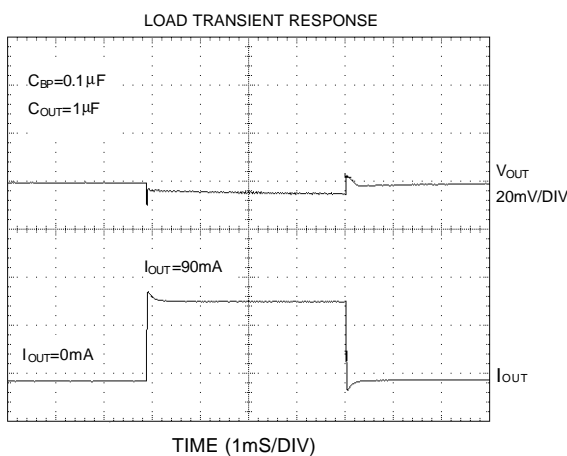 LOAD TRANSIENT RESPONSE
CBP=0.1μF
COUT=1μF
VOUT
20mV/DIV
IOUT=90mA
IOUT=0mA
IOUT
TIME (1mS/DIV)